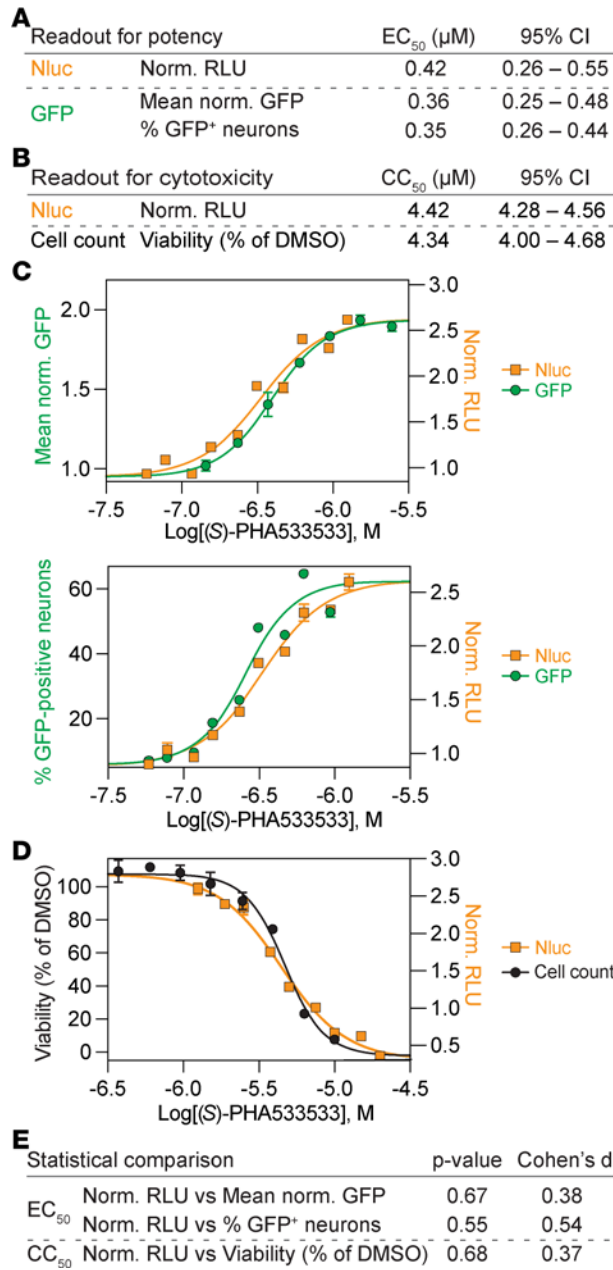 A
Readout for potency EC50 (µM) 95% CI
Nluc Norm. RLU 0.42 0.26 – 0.55
GFP Mean norm. GFP 0.36 0.25 – 0.48
% GFP+ neurons 0.35 0.26 – 0.44
B
Readout for cytotoxicity CC50 (µM) 95% CI
Nluc Norm. RLU 4.42 4.28 – 4.56
Cell count Viability (% of DMSO) 4.34 4.00 – 4.68
C
Mean norm. GFP
2.0
1.5
1.0
3.0
2.5
2.0
1.5
1.0
Norm. RLU
Nluc
GFP
-7.5 -7.0 -6.5 -6.0 -5.5
Log[(S)-PHA533533], M
% GFP-positive neurons
60
40
20
2.5
2.0
1.5
1.0
Norm. RLU
Nluc
GFP
-7.5 -7.0 -6.5 -6.0 -5.5
Log[(S)-PHA533533], M
D
Viability (% of DMSO)
100
80
60
40
20
0
3.0
2.5
2.0
1.5
1.0
0.5
Norm. RLU
Nluc
Cell count
-6.5 -6.0 -5.5 -5.0 -4.5
Log[(S)-PHA533533], M
E
Statistical comparison p-value Cohen's d
EC50 Norm. RLU vs Mean norm. GFP 0.67 0.38
Norm. RLU vs % GFP+ neurons 0.55 0.54
CC50 Norm. RLU vs Viability (% of DMSO) 0.68 0.37